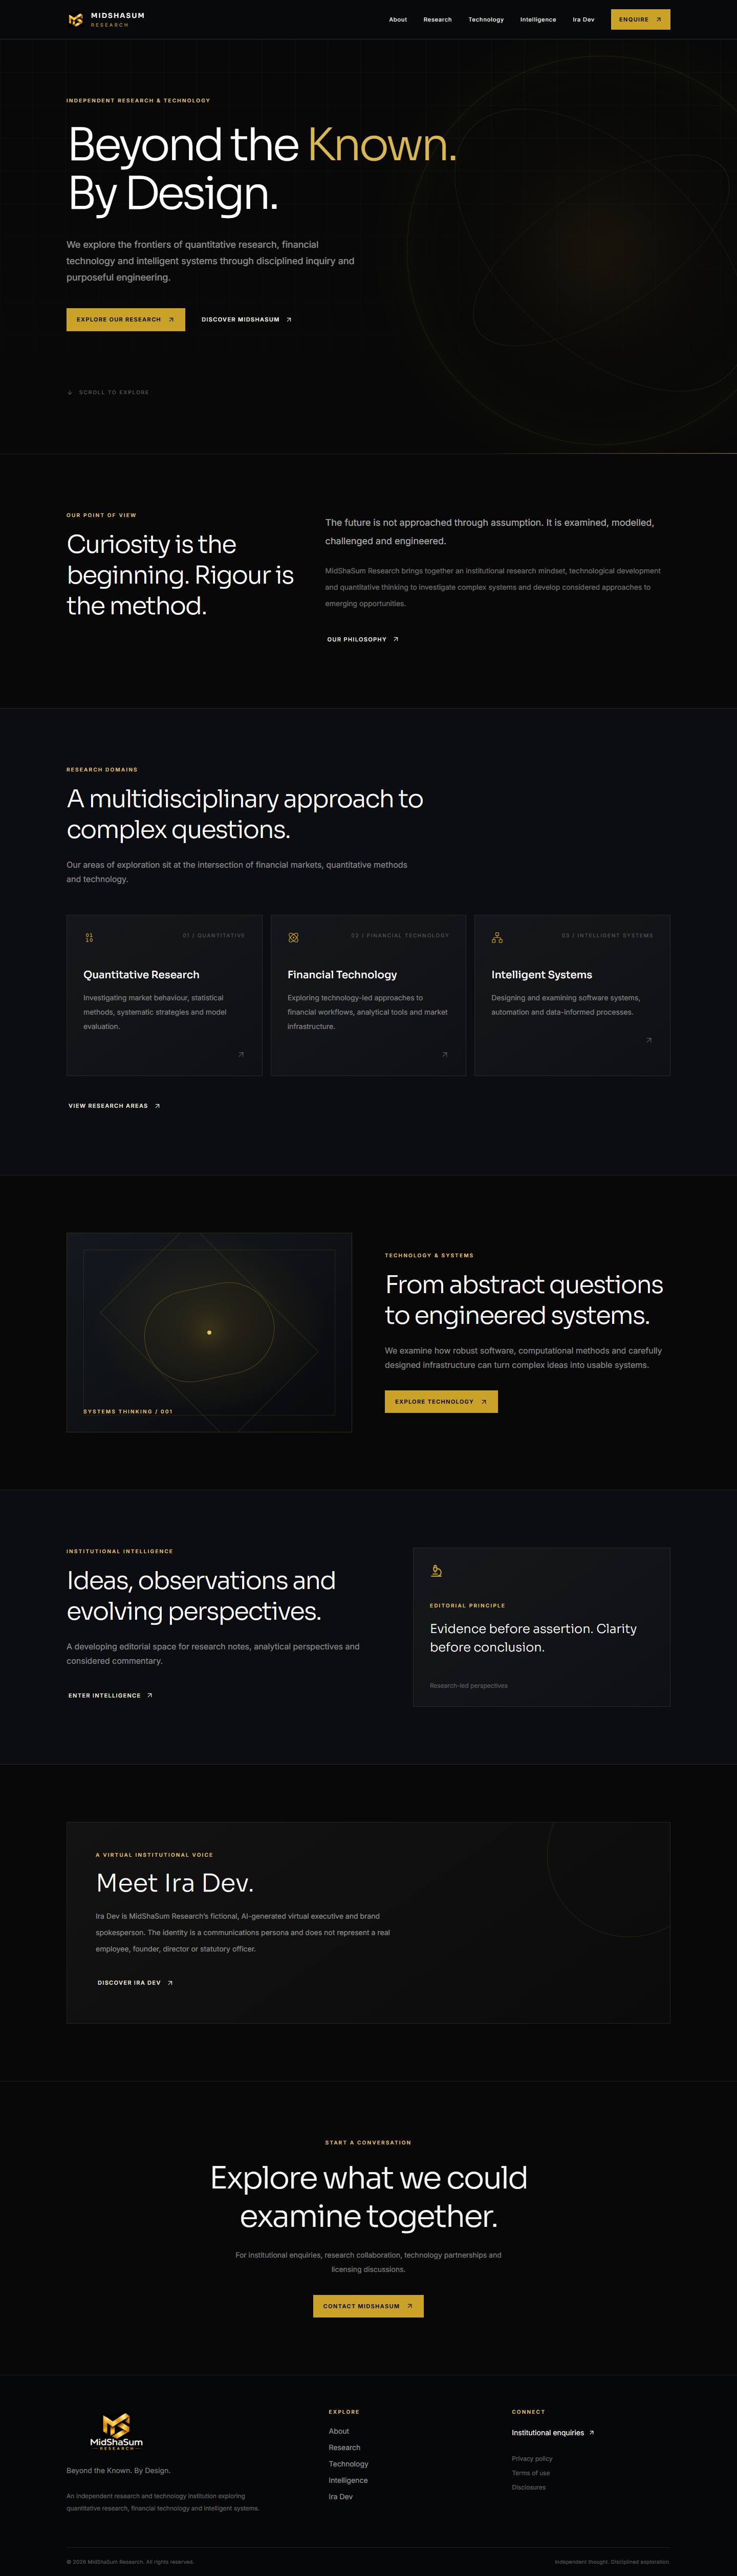 MIDSHASUM
RESEARCH
About
Research
Technology
Intelligence
Ira Dev
ENQUIRE
INDEPENDENT RESEARCH & TECHNOLOGY
Beyond the Known.
By Design.
We explore the frontiers of quantitative research, financial
technology and intelligent systems through disciplined inquiry and
purposeful engineering.
EXPLORE OUR RESEARCH
DISCOVER MIDSHASUM
SCROLL TO EXPLORE
OUR POINT OF VIEW
Curiosity is the
beginning. Rigour is
the method.
The future is not approached through assumption. It is examined, modelled,
challenged and engineered.
MidShaSum Research brings together an institutional research mindset, technological development
and quantitative thinking to investigate complex systems and develop considered approaches to
emerging opportunities.
OUR PHILOSOPHY
RESEARCH DOMAINS
A multidisciplinary approach to
complex questions.
Our areas of exploration sit at the intersection of financial markets, quantitative methods
and technology.
01
10
01 / QUANTITATIVE
Quantitative Research
Investigating market behaviour, statistical
methods, systematic strategies and model
evaluation.
02 / FINANCIAL TECHNOLOGY
Financial Technology
Exploring technology-led approaches to
financial workflows, analytical tools and market
infrastructure.
03 / INTELLIGENT SYSTEMS
Intelligent Systems
Designing and examining software systems,
automation and data-informed processes.
VIEW RESEARCH AREAS
SYSTEMS THINKING / 001
TECHNOLOGY & SYSTEMS
From abstract questions
to engineered systems.
We examine how robust software, computational methods and carefully
designed infrastructure can turn complex ideas into usable systems.
EXPLORE TECHNOLOGY
INSTITUTIONAL INTELLIGENCE
Ideas, observations and
evolving perspectives.
A developing editorial space for research notes, analytical perspectives and
considered commentary.
ENTER INTELLIGENCE
EDITORIAL PRINCIPLE
Evidence before assertion. Clarity
before conclusion.
Research-led perspectives
A VIRTUAL INSTITUTIONAL VOICE
Meet Ira Dev.
Ira Dev is MidShaSum Research's fictional, AI-generated virtual executive and brand
spokesperson. The identity is a communications persona and does not represent a real
employee, founder, director or statutory officer.
DISCOVER IRA DEV
START A CONVERSATION
Explore what we could
examine together.
For institutional enquiries, research collaboration, technology partnerships and
licensing discussions.
CONTACT MIDSHASUM
MidShaSum
RESEARCH
Beyond the Known. By Design.
An independent research and technology institution exploring
quantitative research, financial technology and intelligent systems.
EXPLORE
About
Research
Technology
Intelligence
Ira Dev
CONNECT
Institutional enquiries
Privacy policy
Terms of use
Disclosures
© 2026 MidShaSum Research. All rights reserved.
Independent thought. Disciplined exploration.